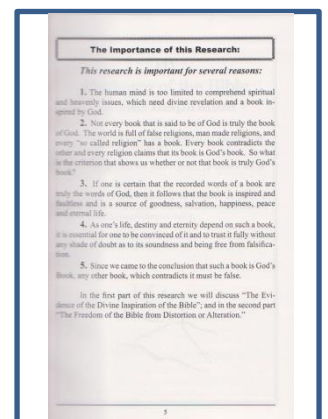 The Importance of this Research:
This research is important for several reasons:
1. The human mind is too limited to comprehend spiritual
and heavenly issues, which need divine revelation and a book in-
spired by God.
2. Not every book that is said to be of God is truly the book
of God. The world is full of false religions, man made religions, and
every "so called religion" has a book. Every book contradicts the
other and every religion claims that its book is God's book. So what
is the criterion that shows us whether or not that book is truly God's
book?
3. If one is certain that the recorded words of a book are
truly the words of God, then it follows that the book is inspired and
faultless and is a source of goodness, salvation, happiness, peace
and eternal life.
4. As one's life, destiny and eternity depend on such a book,
it is essential for one to be convinced of it and to trust it fully without
any shade of doubt as to its soundness and being free from falsifica-
tion.
5. Since we came to the conclusion that such a book is God's
Book, any other book, which contradicts it must be false.
In the first part of this research we will discuss "The Evi-
dence of the Divine Inspiration of the Bible"; and in the second part
"The Freedom of the Bible from Distortion or Alteration."
5